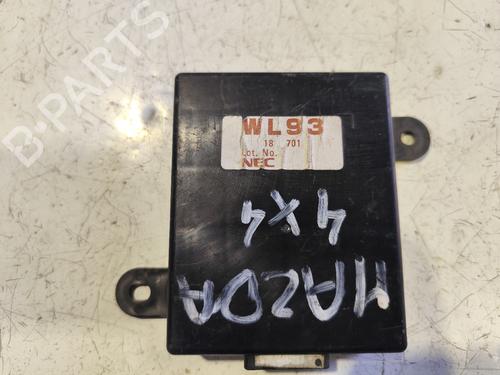 B-PARTS
WL93
18 701
Lot. No.
NEC
4X4
MAZDA